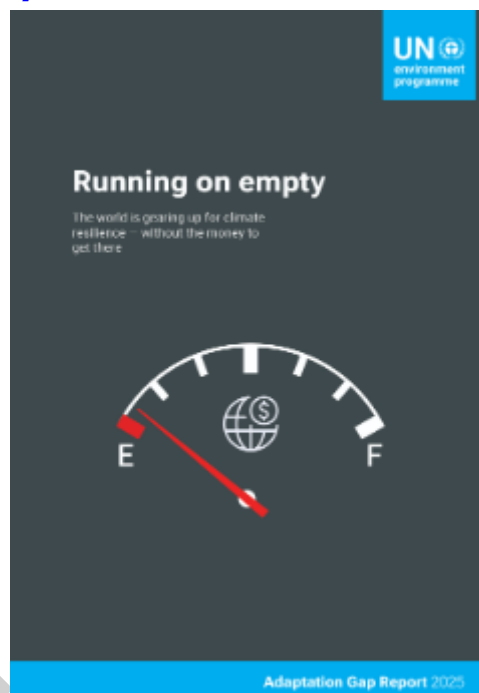 UN
environment
programme
Running on empty
The world is gearing up for climate
resilience – without the money to
get there
$
E
F
Adaptation Gap Report 2025